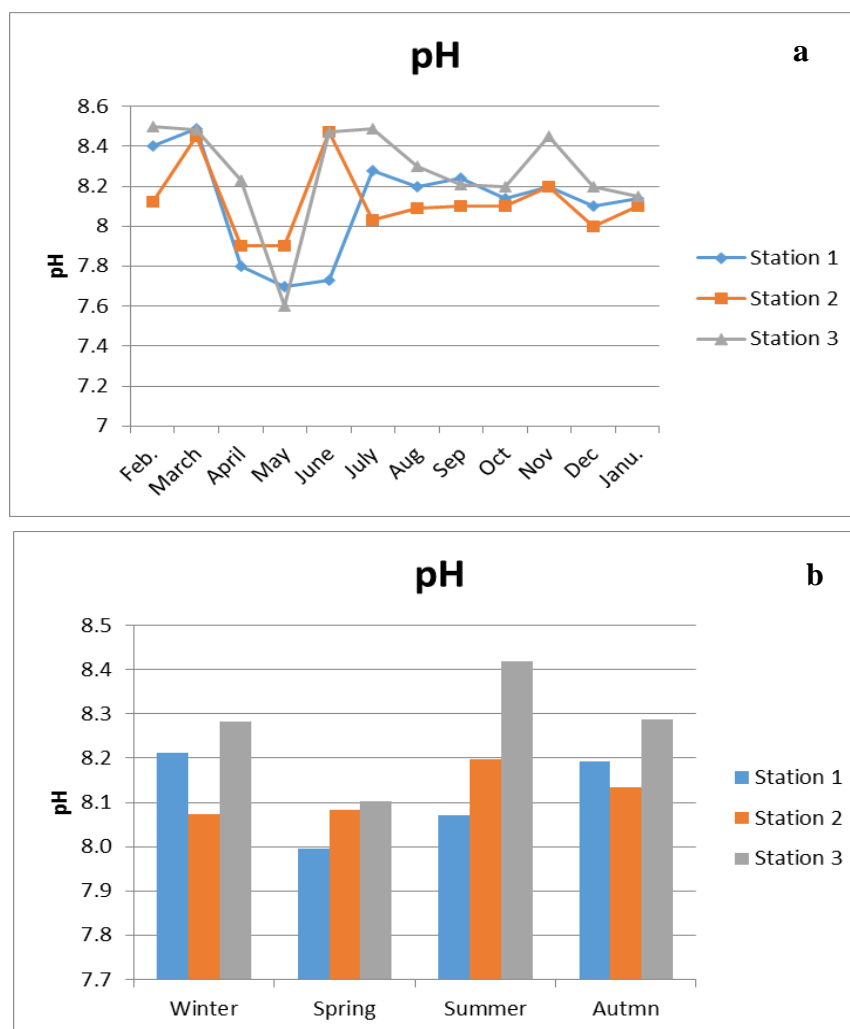 pH a
8.6
8.4
8.2
8
7.8
7.6
7.4
7.2
7
pH
Feb.
March
April
May
June
July
Aug
Sep
Oct
Nov
Dec
Janu.
Station 1
Station 2
Station 3
pH b
8.5
8.4
8.3
8.2
8.1
8.0
7.9
7.8
7.7
pH
Winter Spring Summer Autmn
Station 1
Station 2
Station 3